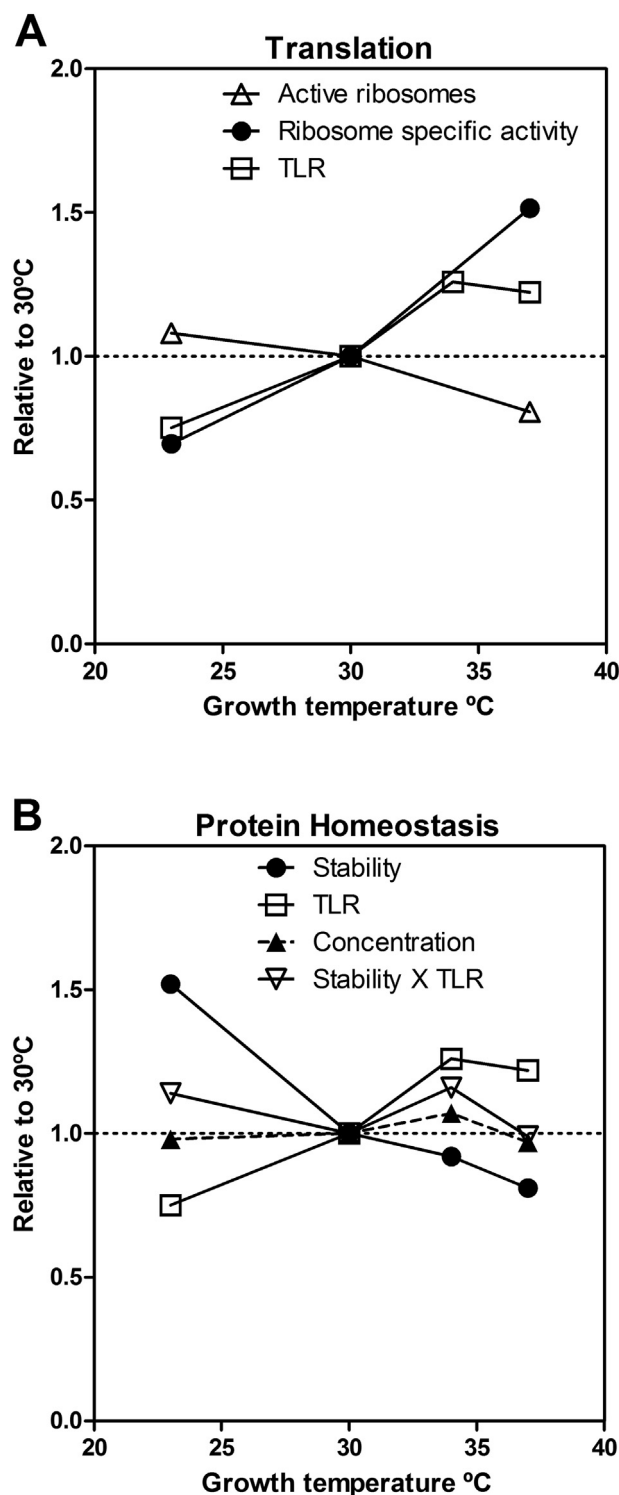 A
Translation
2.0
Active ribosomes
Ribosome specific activity
TLR
1.5
1.0
0.5
0.0
Relative to 30ºC
20 25 30 35 40
Growth temperature ºC
B
Protein Homeostasis
2.0
Stability
TLR
Concentration
Stability X TLR
1.5
1.0
0.5
0.0
Relative to 30ºC
20 25 30 35 40
Growth temperature ºC